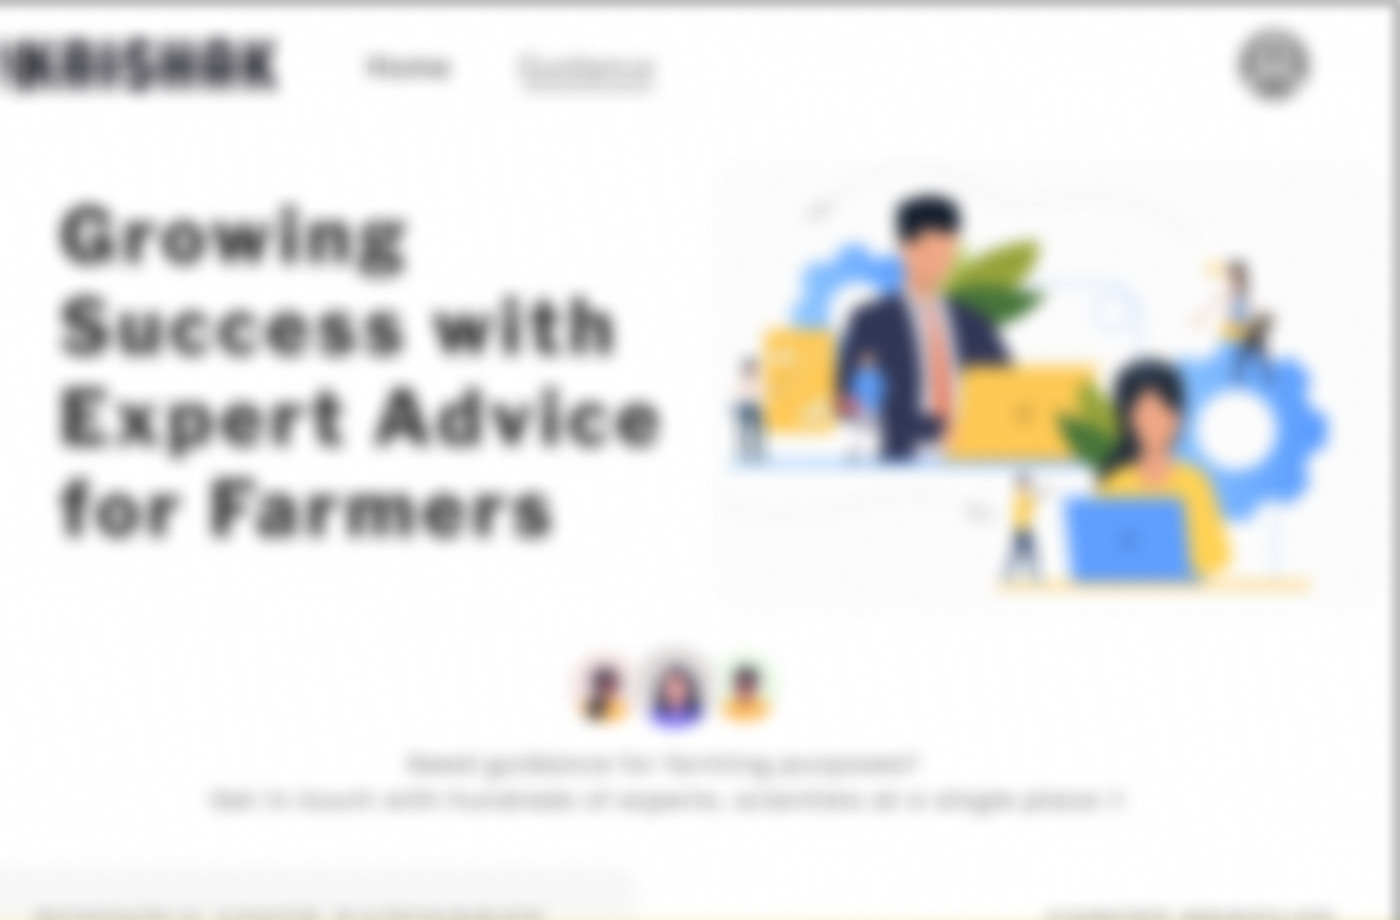 KRISHAK
Home Guidance
Growing
Success with
Expert Advice
for Farmers
Need guidance for farming purposes?
Get in touch with hundreds of experts, scientists at a single place !